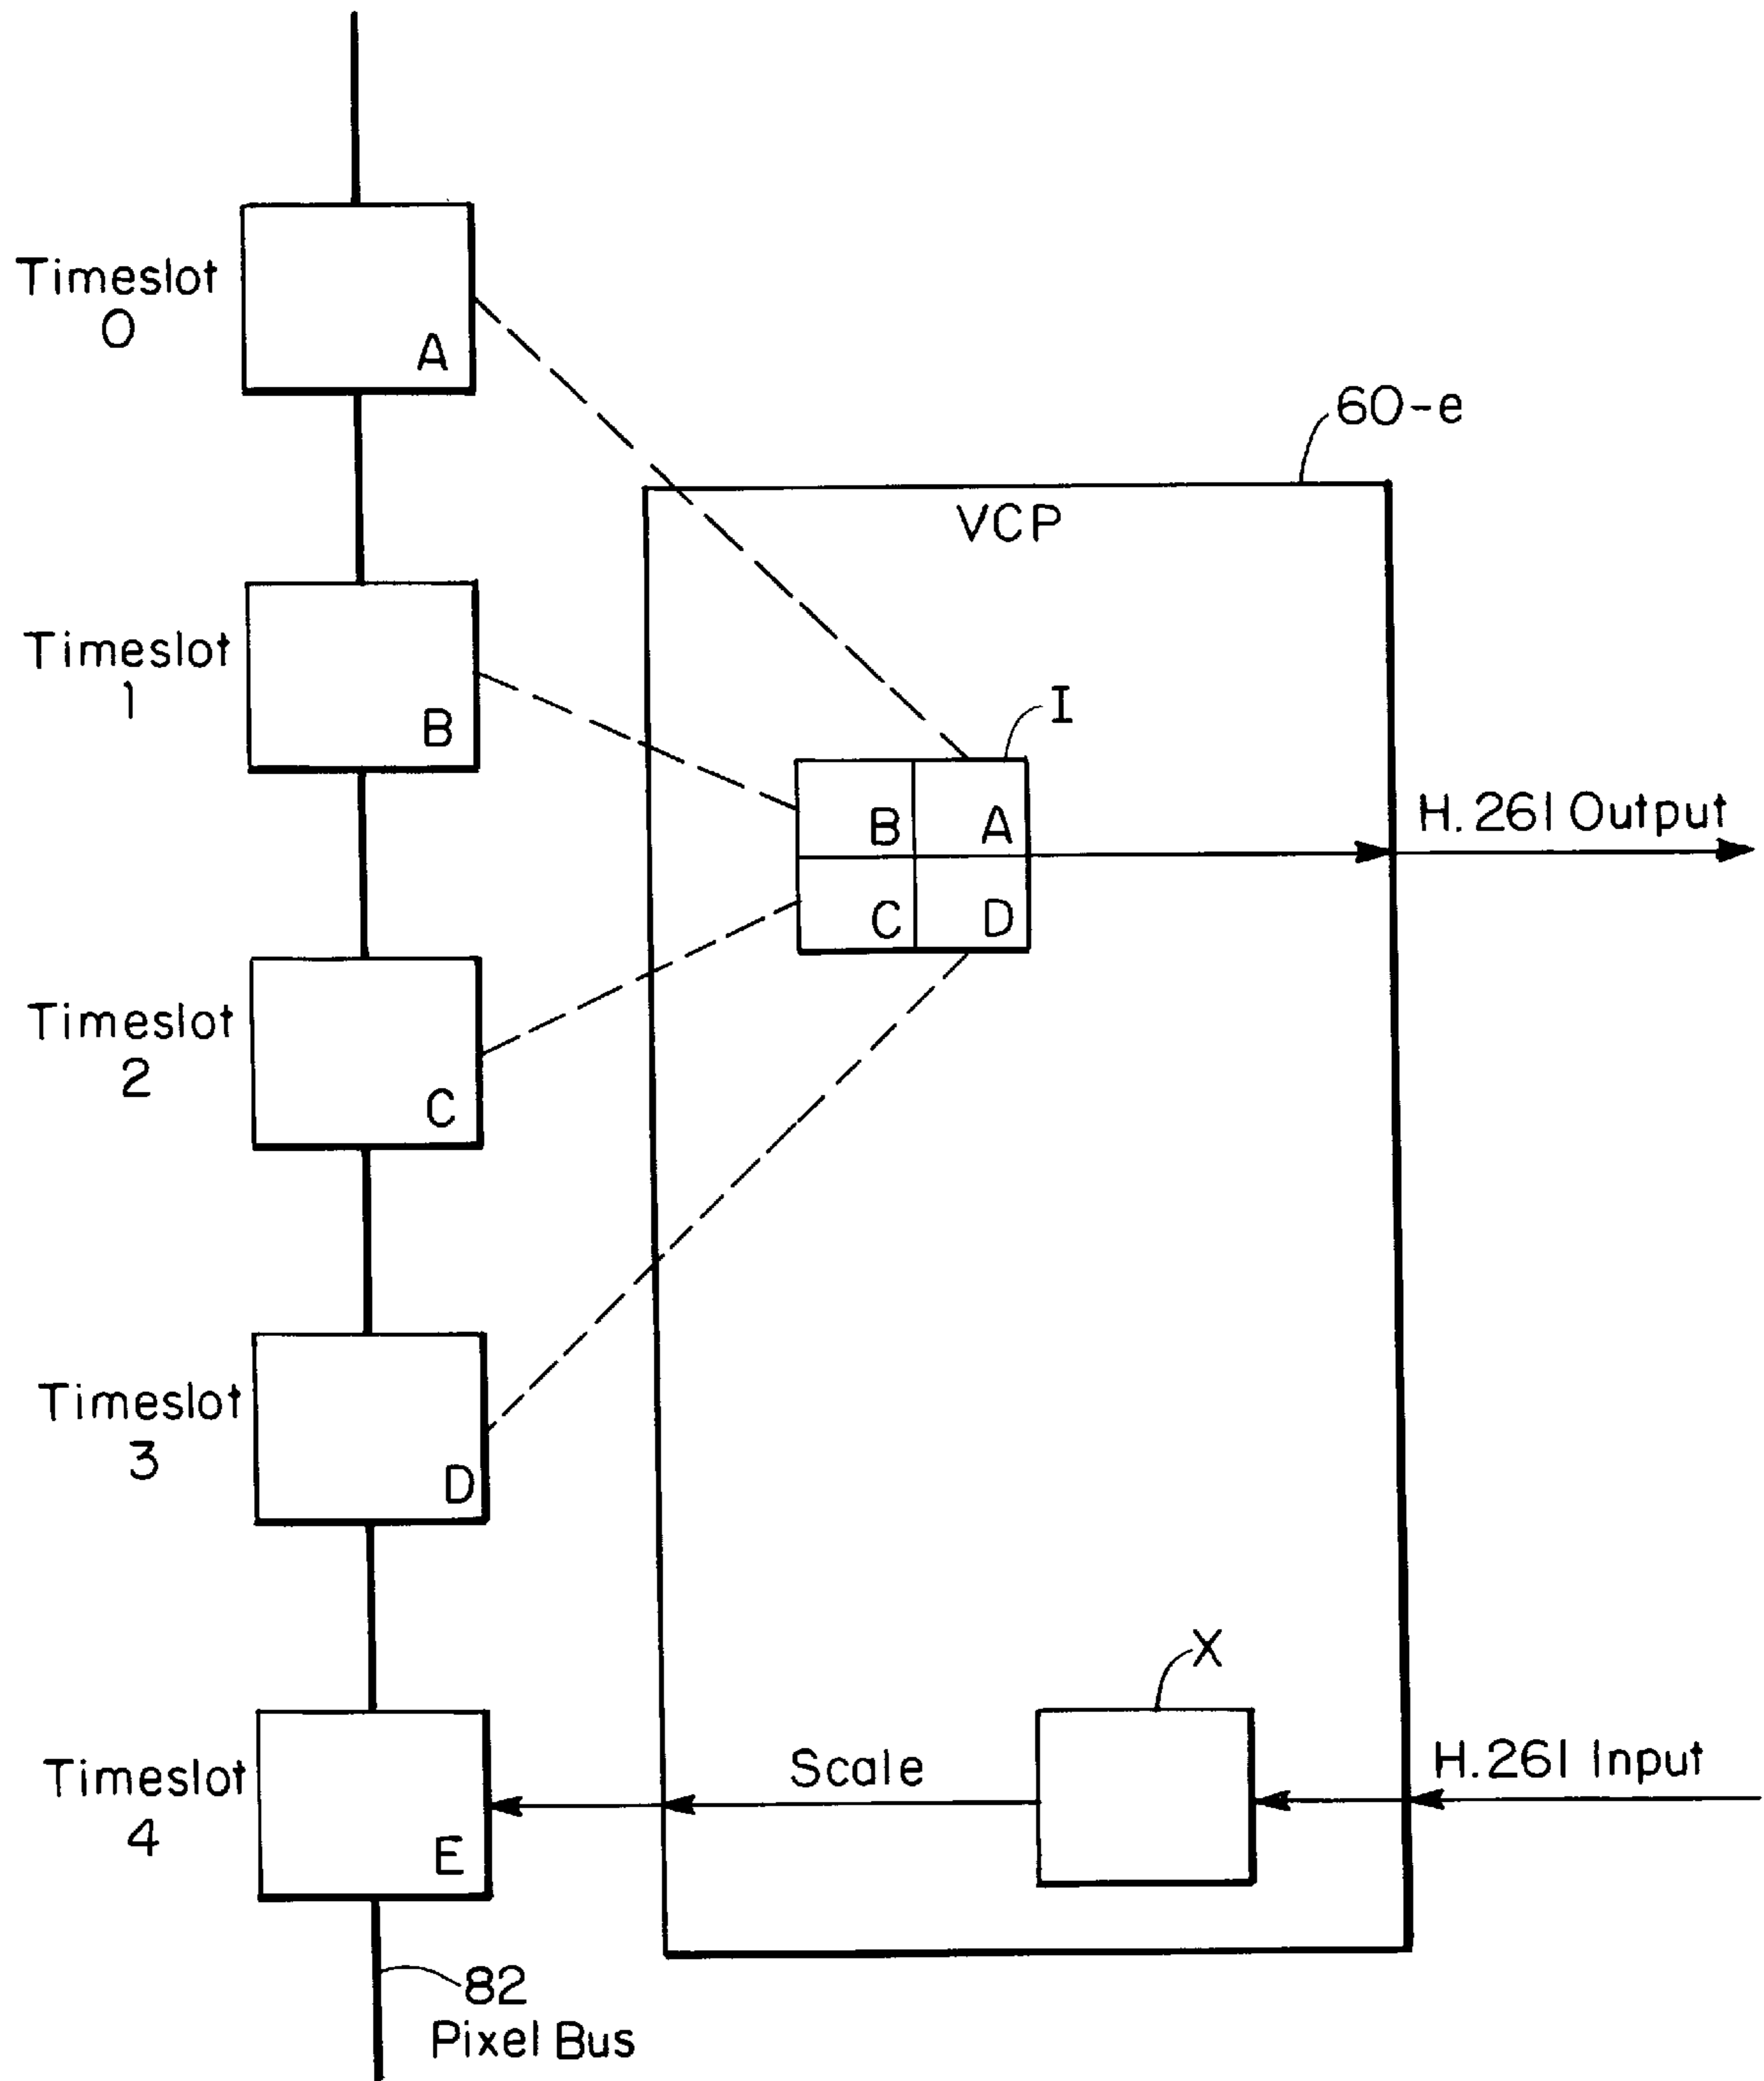 Timeslot
0
A
60-e
VCP
Timeslot
1
B
I
B A
H.261 Output
C D
Timeslot
2
C
Timeslot
3
D
X
Timeslot
4
E
Scale
H.261 Input
82
Pixel Bus